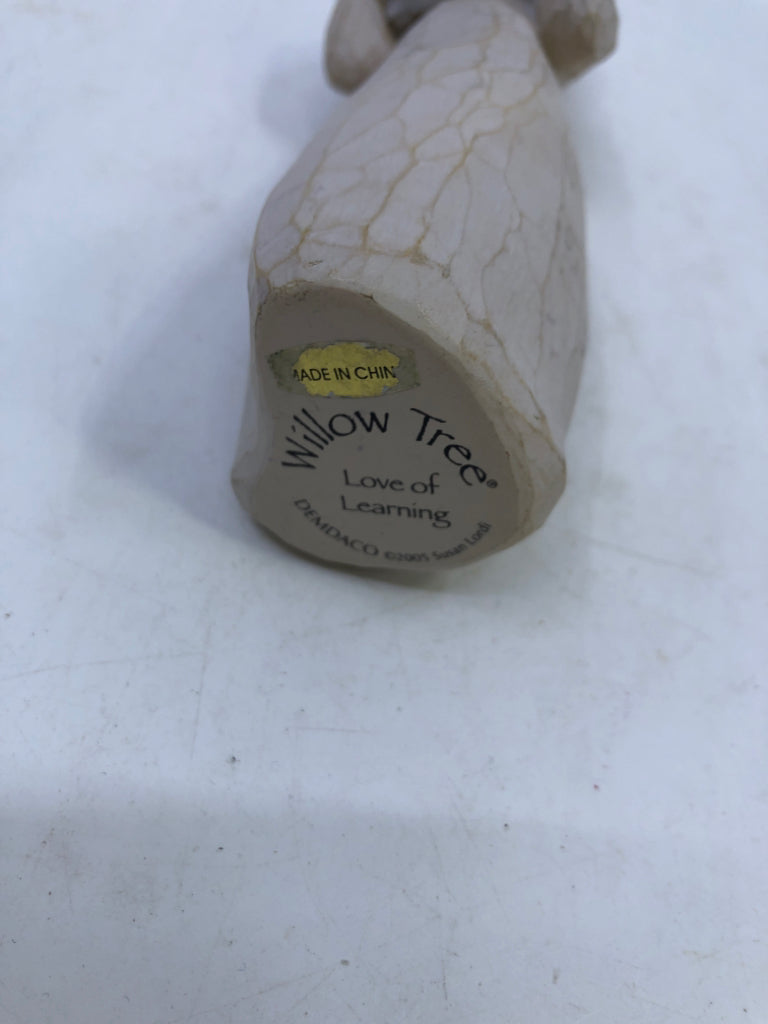 MADE IN CHIN
Willow Tree®
Love of
Learning
DEMDACO ©2005 Susan Lordi